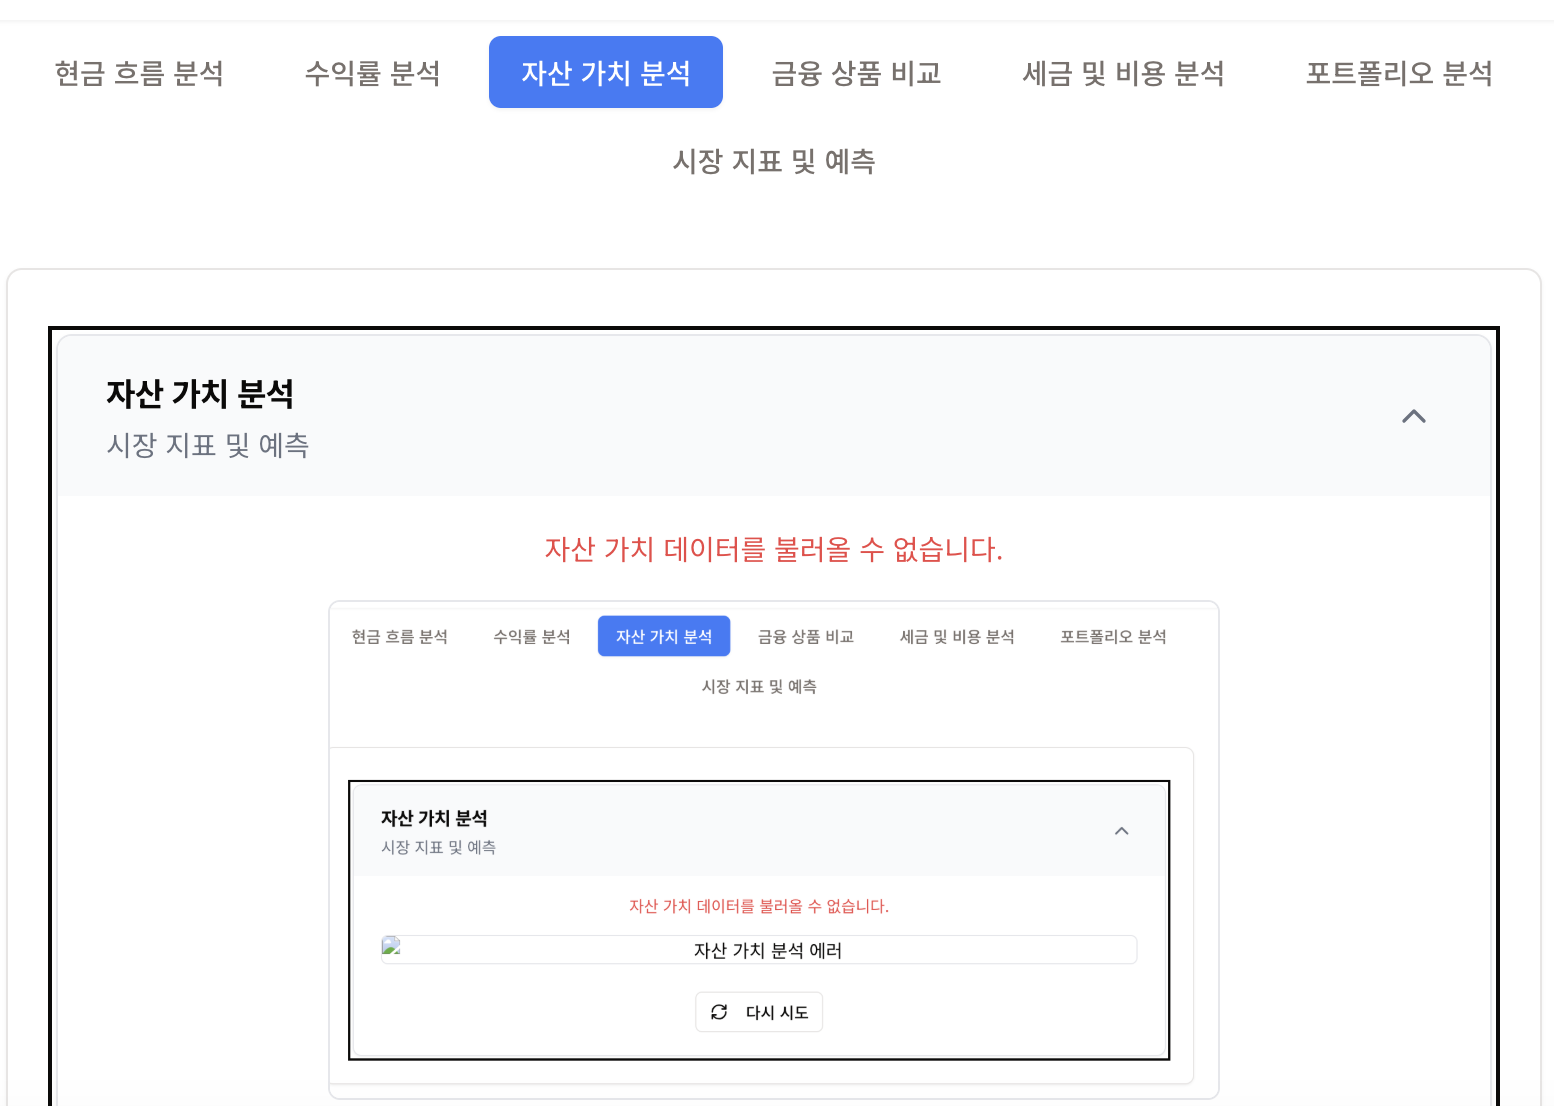 현금 흐름 분석 수익률 분석 자산 가치 분석 금융 상품 비교 세금 및 비용 분석 포트폴리오 분석
시장 지표 및 예측
자산 가치 분석
시장 지표 및 예측
자산 가치 데이터를 불러올 수 없습니다.
현금 흐름 분석 수익률 분석 자산 가치 분석 금융 상품 비교 세금 및 비용 분석 포트폴리오 분석
시장 지표 및 예측
자산 가치 분석
시장 지표 및 예측
자산 가치 데이터를 불러올 수 없습니다.
자산 가치 분석 에러
다시 시도